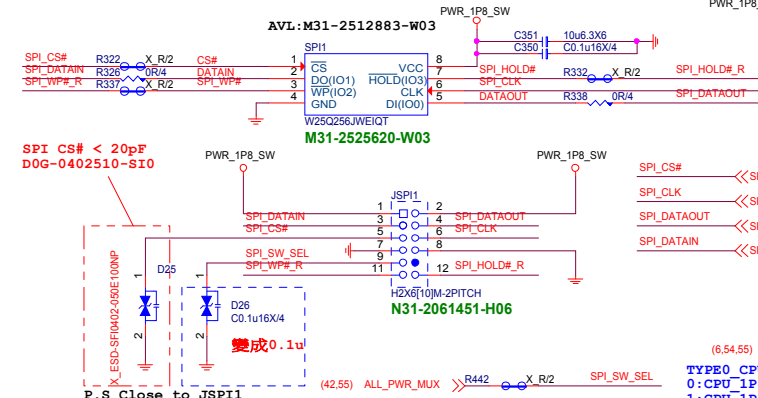 PWR_1P8_SW
PWR_1P8_
AVL:M31-2512883-W03
C351 10u6.3X6
C350 C0.1u16X/4
SPI1
SPI_CS# R322 X_R/2 CS# 1 CS VCC 8
SPI_DATAIN R326 0R/4 DATAIN 2 DO(IO1) HOLD(IO3) 7 SPI_HOLD# R332 X_R/2 SPI_HOLD#_R
SPI_WP#_R R337 X_R/2 SPI_WP# 3 WP(IO2) CLK 6 SPI_CLK
4 GND DI(IO0) 5 DATAOUT R338 0R/4 SPI_DATAOUT
W25Q256JWEIQT
M31-2525620-W03
SPI CS# < 20pF
D0G-0402510-SI0
PWR_1P8_SW
PWR_1P8_SW
SPI_CS#
SPI_CLK
SPI_DATAOUT
SPI_DATAIN
JSPI1
1 2
SPI_DATAIN 3 4 SPI_DATAOUT
SPI_CS# 5 6 SPI_CLK
7 8
SPI_SW_SEL 9
SPI_WP#_R 11 12 SPI_HOLD#_R
H2X6[10]M-2PITCH
N31-2061451-H06
X_ESD-SFI0402-050E100NP
1 D25 2
1 D26 2
C0.1u16X/4
變成0.1u
P.S Close to JSPI1
(42,55) ALL_PWR_MUX R442 X_R/2 SPI_SW_SEL
(6,54,55)
TYPE0_CP
0:CPU_1P